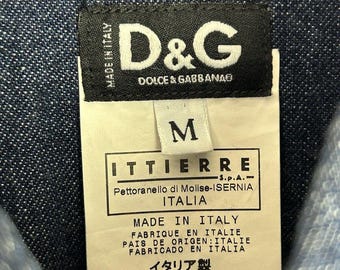 MADE IN ITALY
D&G
DOLCE & GABBANA®
M
ITTIERRE
S.p.A.
Pettoranello di Molise-ISERNIA
ITALIA
MADE IN ITALY
FABRIQUE EN ITALIE
PAIS DE ORIGEN:ITALIE
FABRICADO EN ITALIA
イタリア製